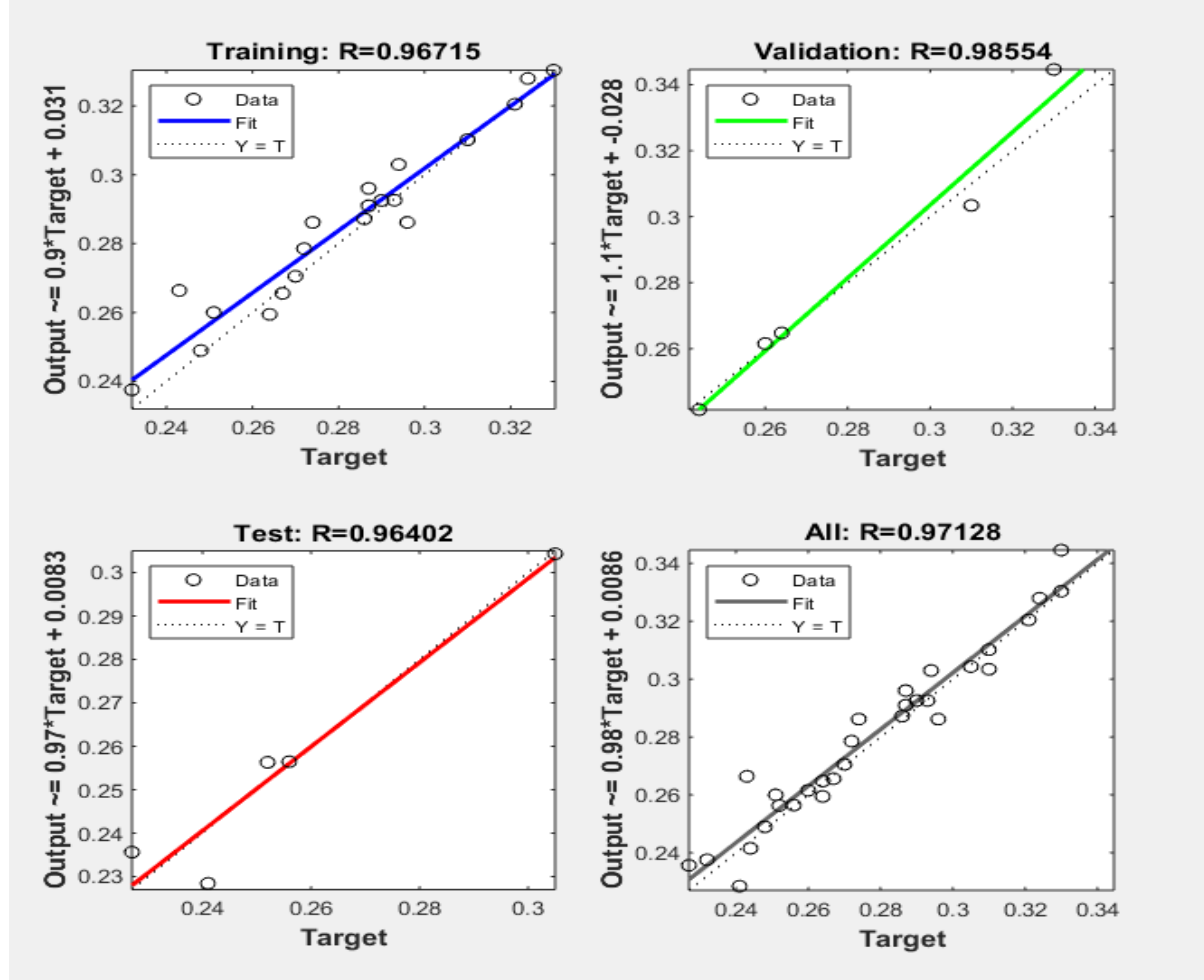 Training: R=0.96715
Output ~= 0.9*Target + 0.031
Data
Fit
Y = T
0.32
0.3
0.28
0.26
0.24
0.24
0.26
0.28
0.3
0.32
Target
Validation: R=0.98554
Output ~= 1.1*Target + -0.028
Data
Fit
Y = T
0.34
0.32
0.3
0.28
0.26
0.26
0.28
0.3
0.32
0.34
Target
Test: R=0.96402
Output ~= 0.97*Target + 0.0083
Data
Fit
Y = T
0.3
0.29
0.28
0.27
0.26
0.25
0.24
0.23
0.24
0.26
0.28
0.3
Target
All: R=0.97128
Output ~= 0.98*Target + 0.0086
Data
Fit
Y = T
0.34
0.32
0.3
0.28
0.26
0.24
0.24
0.26
0.28
0.3
0.32
0.34
Target